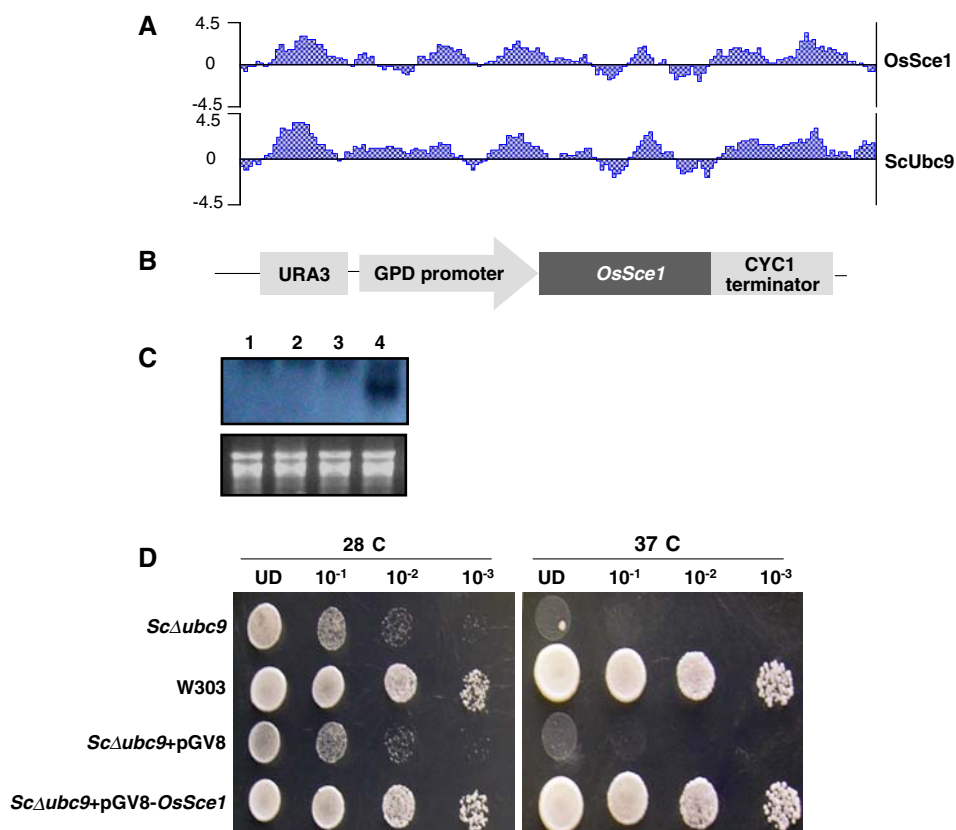 A
4.5
0
-4.5
OsSce1
4.5
0
-4.5
ScUbc9
B
URA3
GPD promoter
OsSce1
CYC1
terminator
C
1 2 3 4
D
28 C
37 C
UD 10⁻¹ 10⁻² 10⁻³
UD 10⁻¹ 10⁻² 10⁻³
ScΔubc9
W303
ScΔubc9+pGV8
ScΔubc9+pGV8-OsSce1